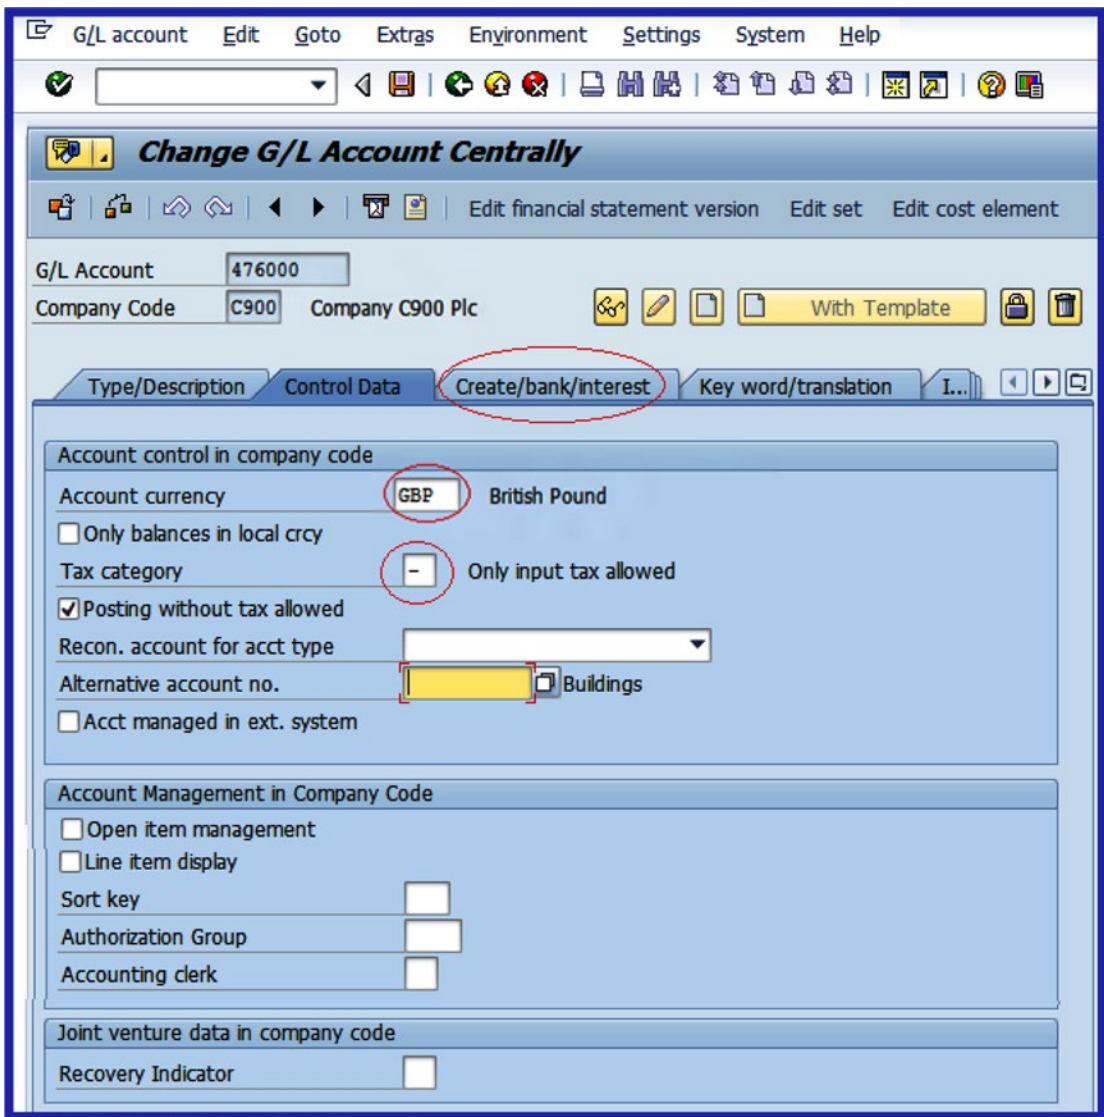 G/L account Edit Goto Extras Environment Settings System Help
Change G/L Account Centrally
Edit financial statement version Edit set Edit cost element
G/L Account 476000
Company Code C900 Company C900 Plc With Template
Type/Description Control Data Create/bank/interest Key word/translation I...
Account control in company code
Account currency GBP British Pound
Only balances in local crcy
Tax category - Only input tax allowed
Posting without tax allowed
Recon. account for acct type
Alternative account no. Buildings
Acct managed in ext. system
Account Management in Company Code
Open item management
Line item display
Sort key
Authorization Group
Accounting clerk
Joint venture data in company code
Recovery Indicator